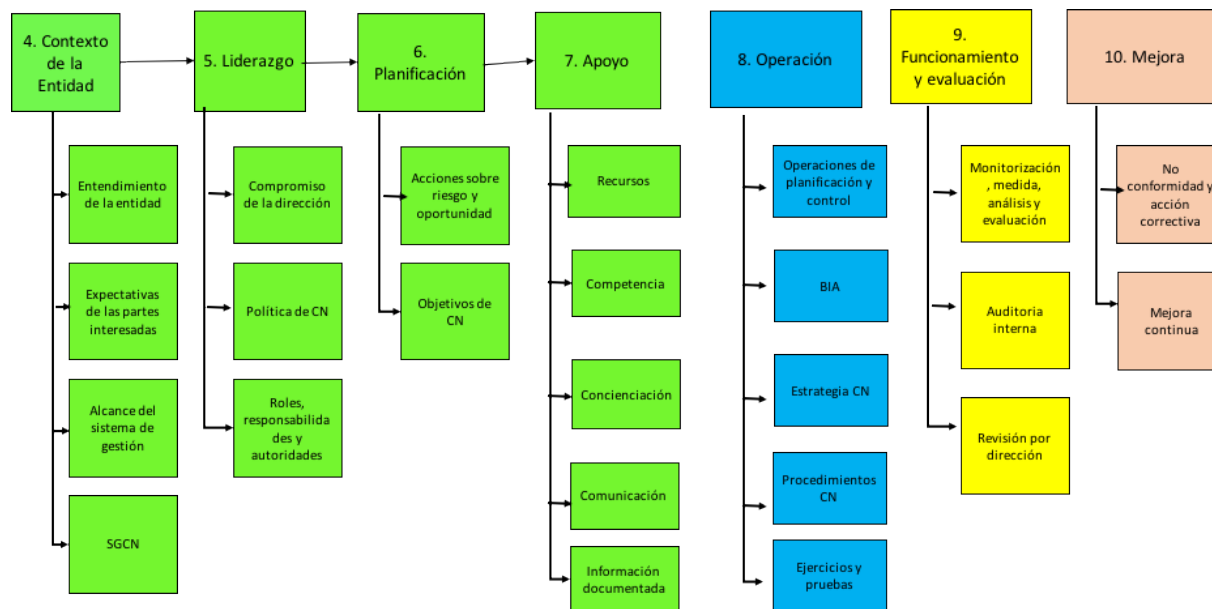 4. Contexto
de la
Entidad
5. Liderazgo
6.
Planificación
7. Apoyo
8. Operación
9.
Funcionamiento
y evaluación
10. Mejora
Entendimiento
de la entidad
Expectativas
de las partes
interesadas
Alcance del
sistema de
gestión
SGCN
Compromiso
de la dirección
Política de CN
Roles,
responsabilida
des y
autoridades
Acciones sobre
riesgo y
oportunidad
Objetivos de
CN
Recursos
Competencia
Concienciación
Comunicación
Información
documentada
Operaciones de
planificación y
control
BIA
Estrategia CN
Procedimientos
CN
Ejercicios y
pruebas
Monitorización
, medida,
análisis y
evaluación
Auditoria
interna
Revisión por
dirección
No
conformidad y
acción
correctiva
Mejora
continua